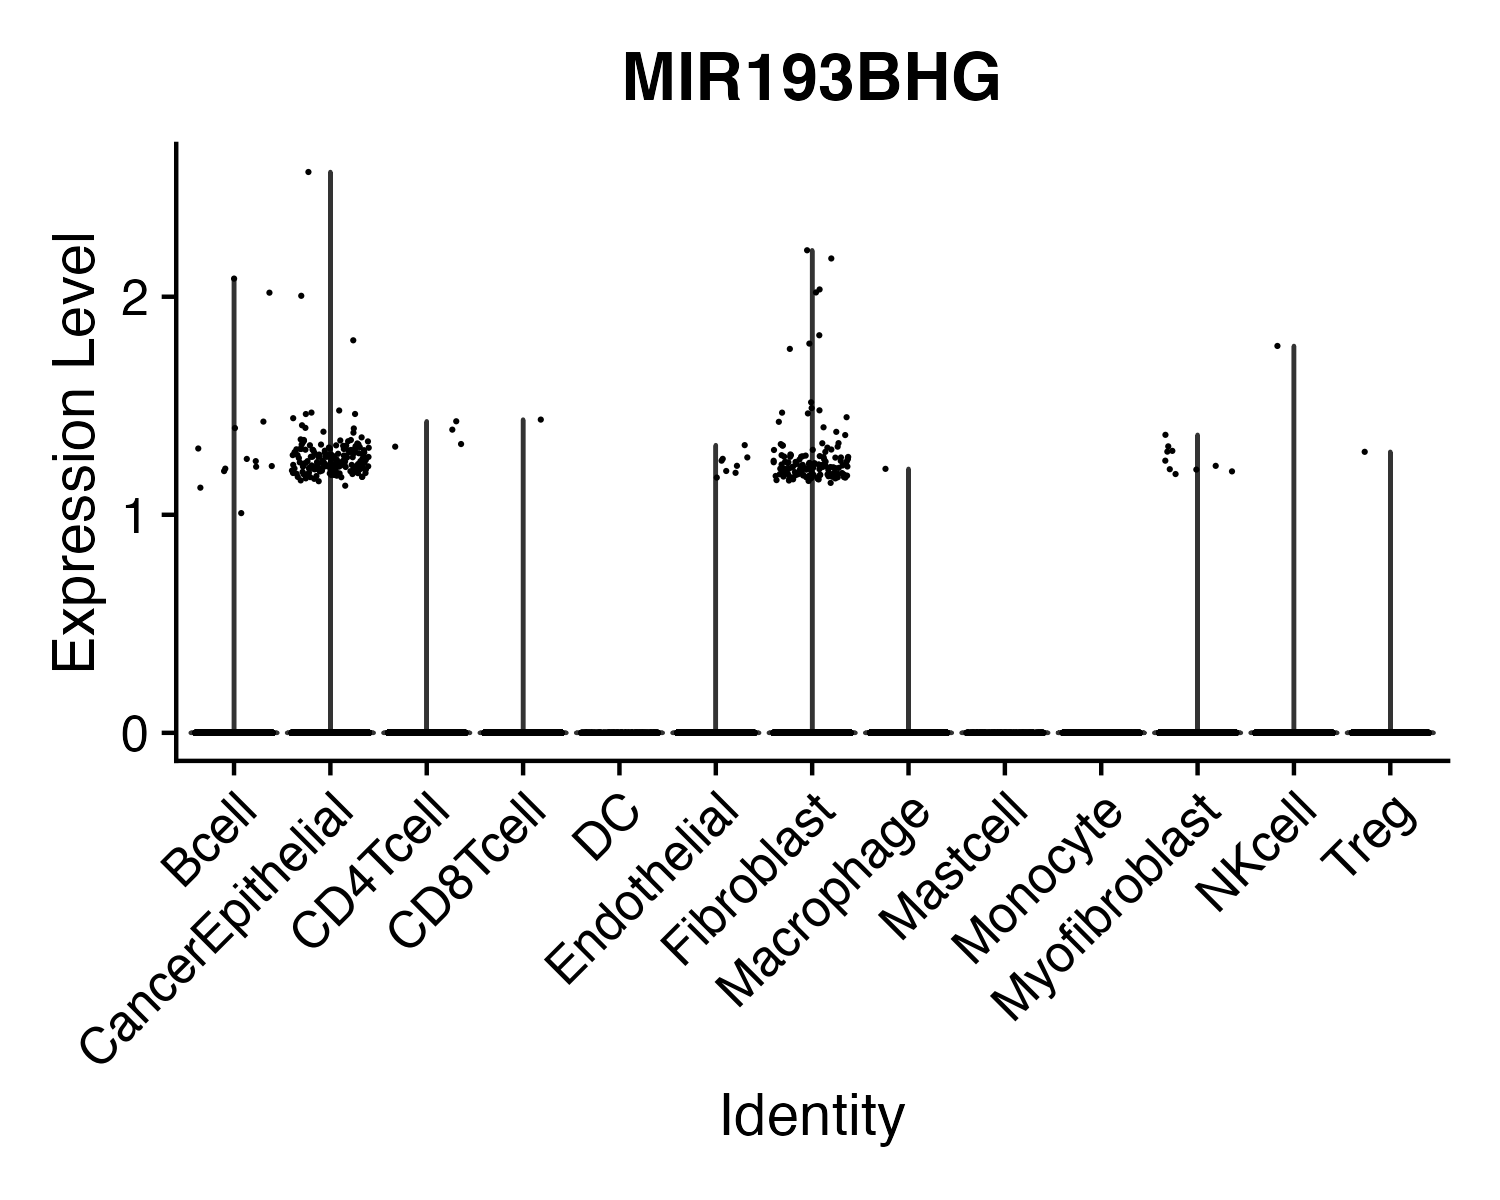 MIR193BHG
Expression Level
2
1
0
Bcell
CancerEpithelial
CD4Tcell
CD8Tcell
DC
Endothelial
Fibroblast
Macrophage
Mastcell
Monocyte
Myofibroblast
NKcell
Treg
Identity